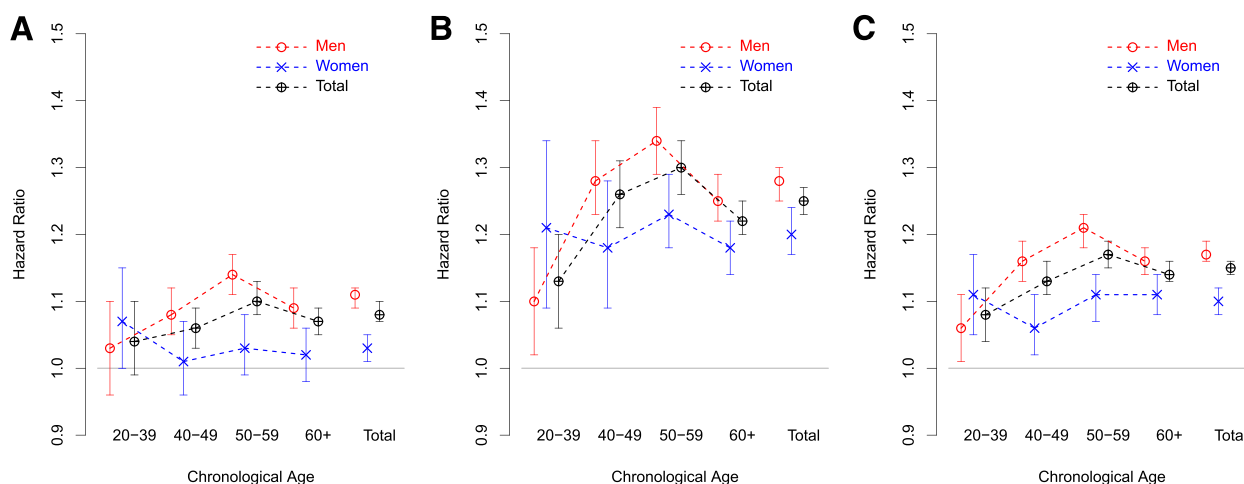 A
Hazard Ratio
0.9 1.0 1.1 1.2 1.3 1.4 1.5
Men
Women
Total
20−39 40−49 50−59 60+ Total
Chronological Age
B
Hazard Ratio
0.9 1.0 1.1 1.2 1.3 1.4 1.5
Men
Women
Total
20−39 40−49 50−59 60+ Total
Chronological Age
C
Hazard Ratio
0.9 1.0 1.1 1.2 1.3 1.4 1.5
Men
Women
Total
20−39 40−49 50−59 60+ Tota
Chronological Age